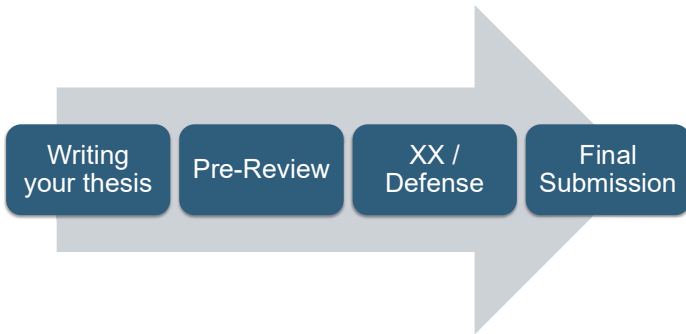 Writing
your thesis
Pre-Review
XX /
Defense
Final
Submission